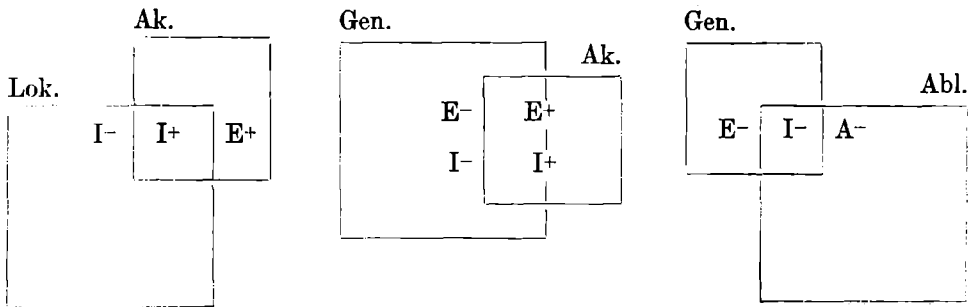 Ak. Gen. Gen.
Lok. Ak. Abl.
I- I+ E+ E- E+ E- I- A-
I- I+